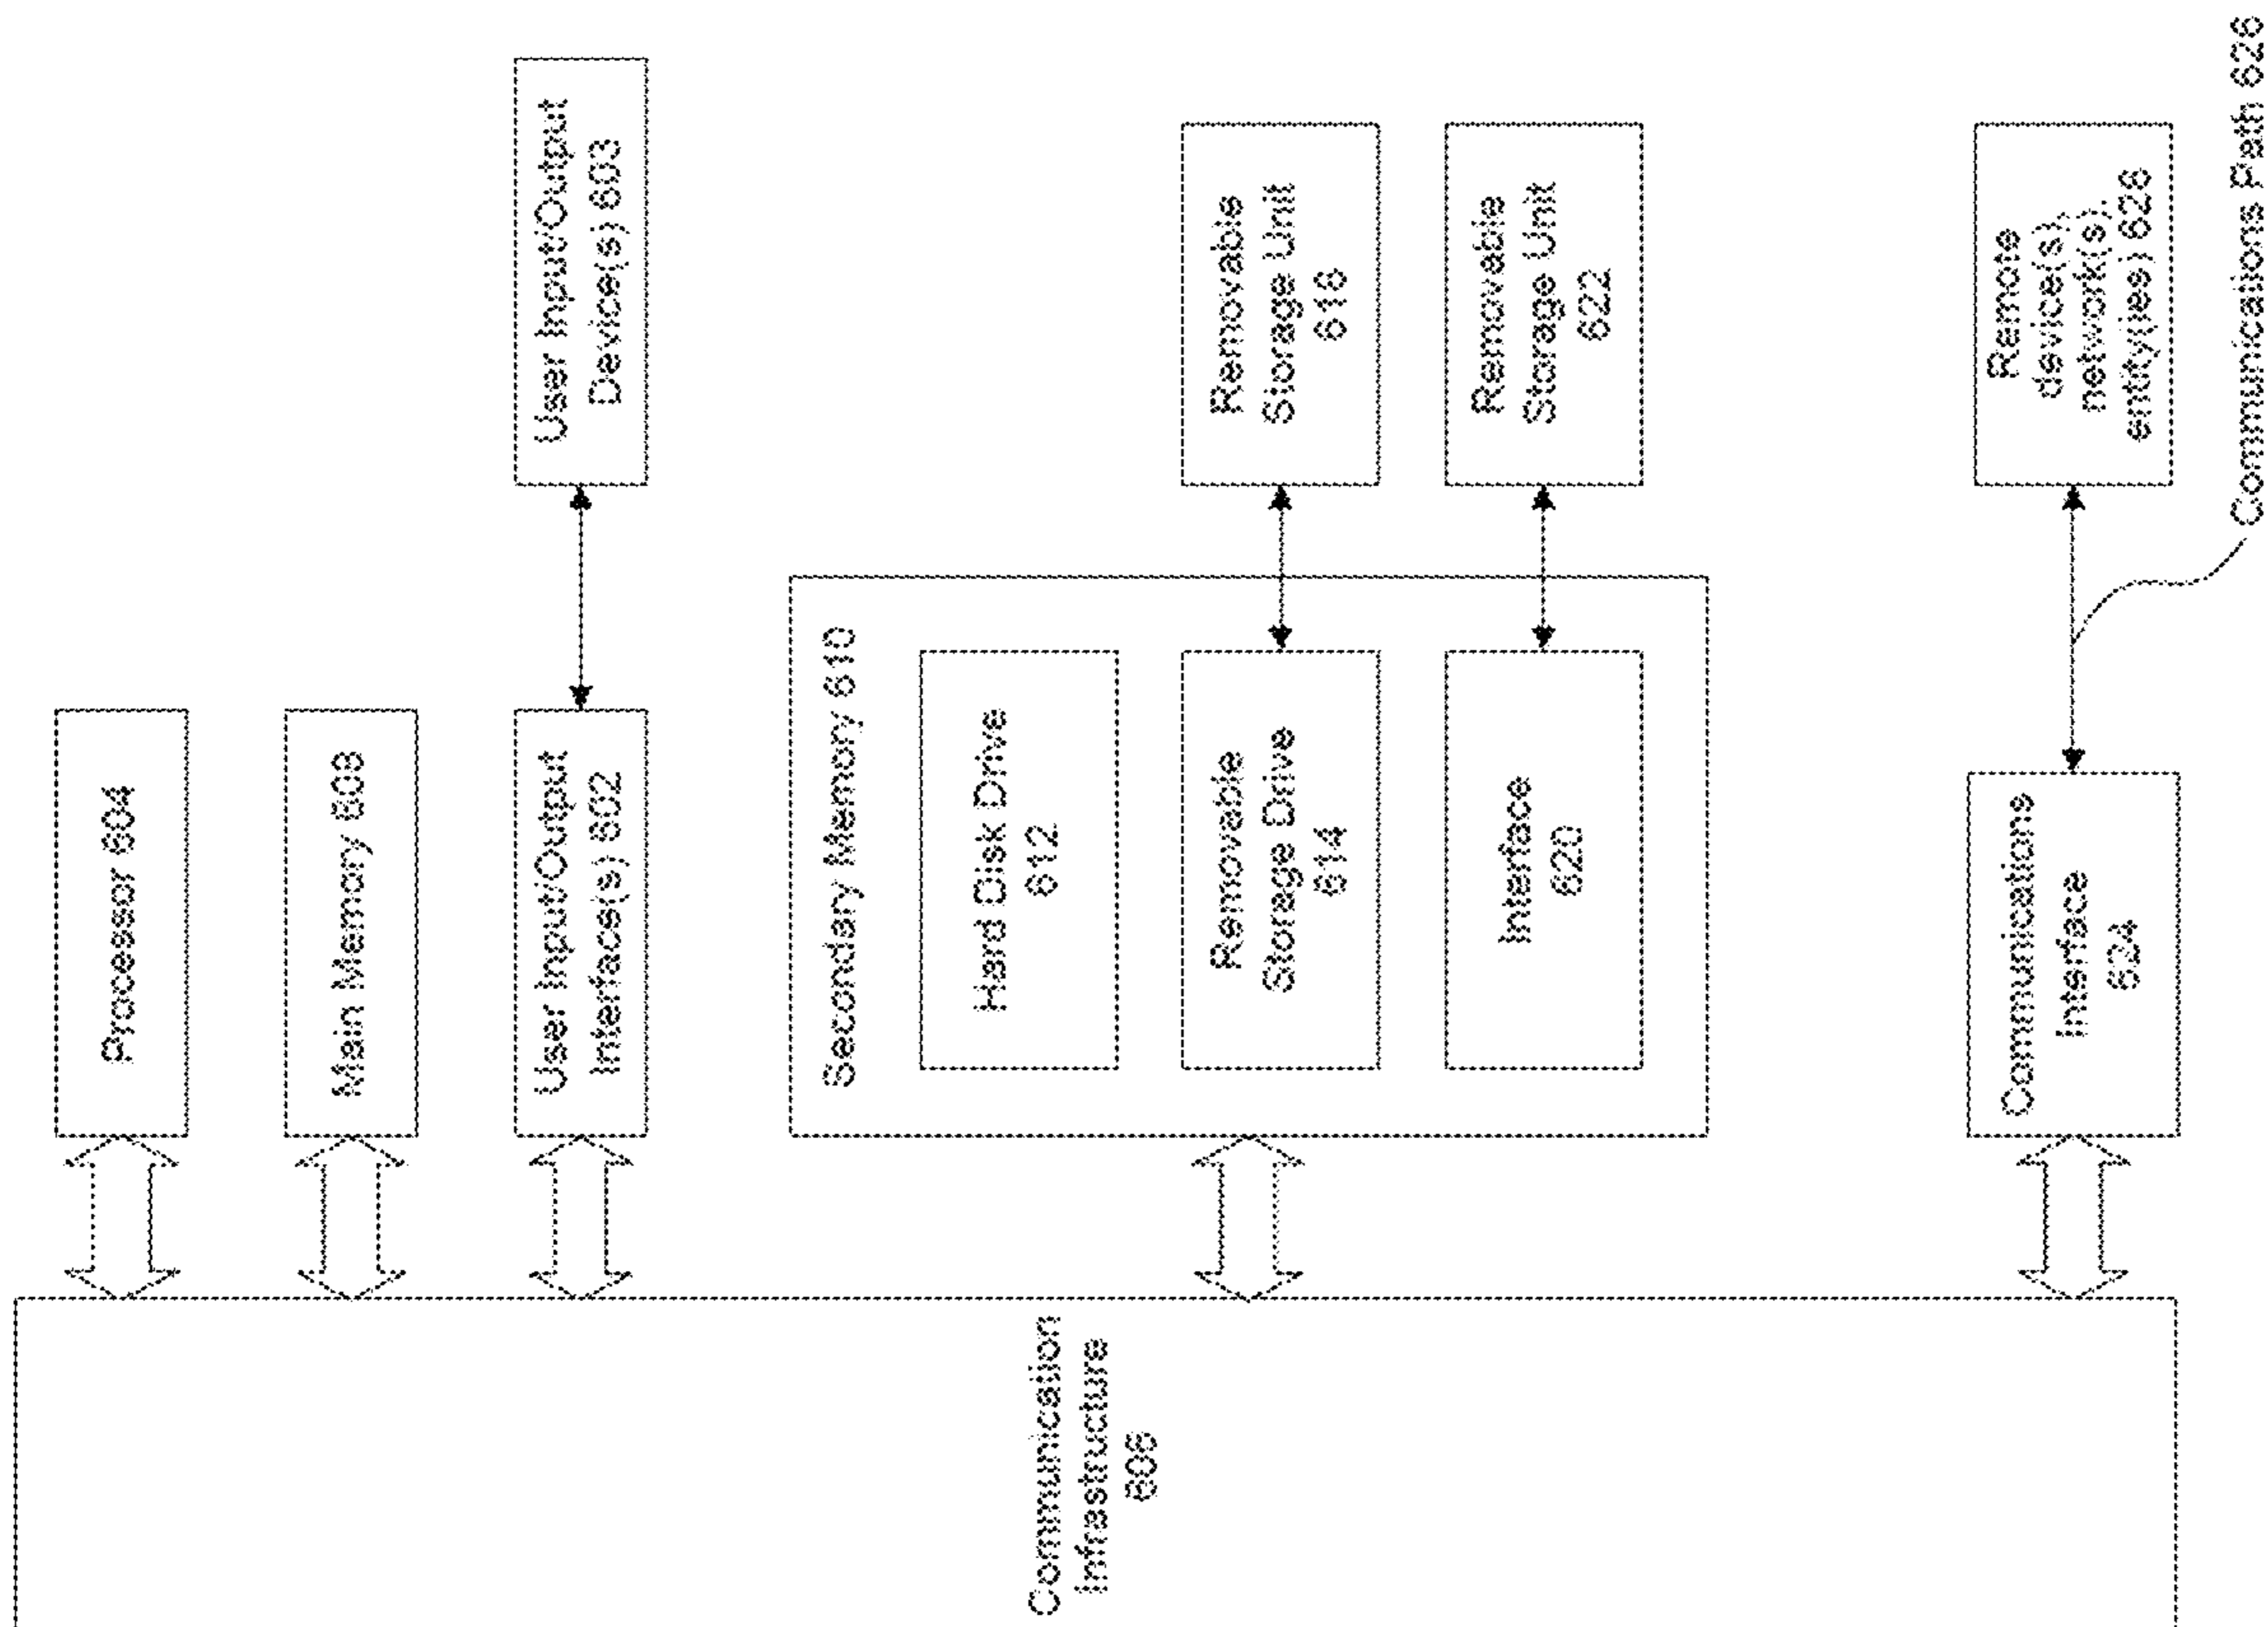 Processor 604
Main Memory 608
User Input/Output
Interface(s) 602
User Input/Output
Device(s) 603
Secondary Memory 610
Hard Disk Drive
612
Removable
Storage Drive
614
Interface
620
Removable
Storage Unit
618
Removable
Storage Unit
622
Communications
Interface
624
Remote
device(s),
network(s),
entity(ies) 628
Communications Path 626
Communication
Infrastructure
606